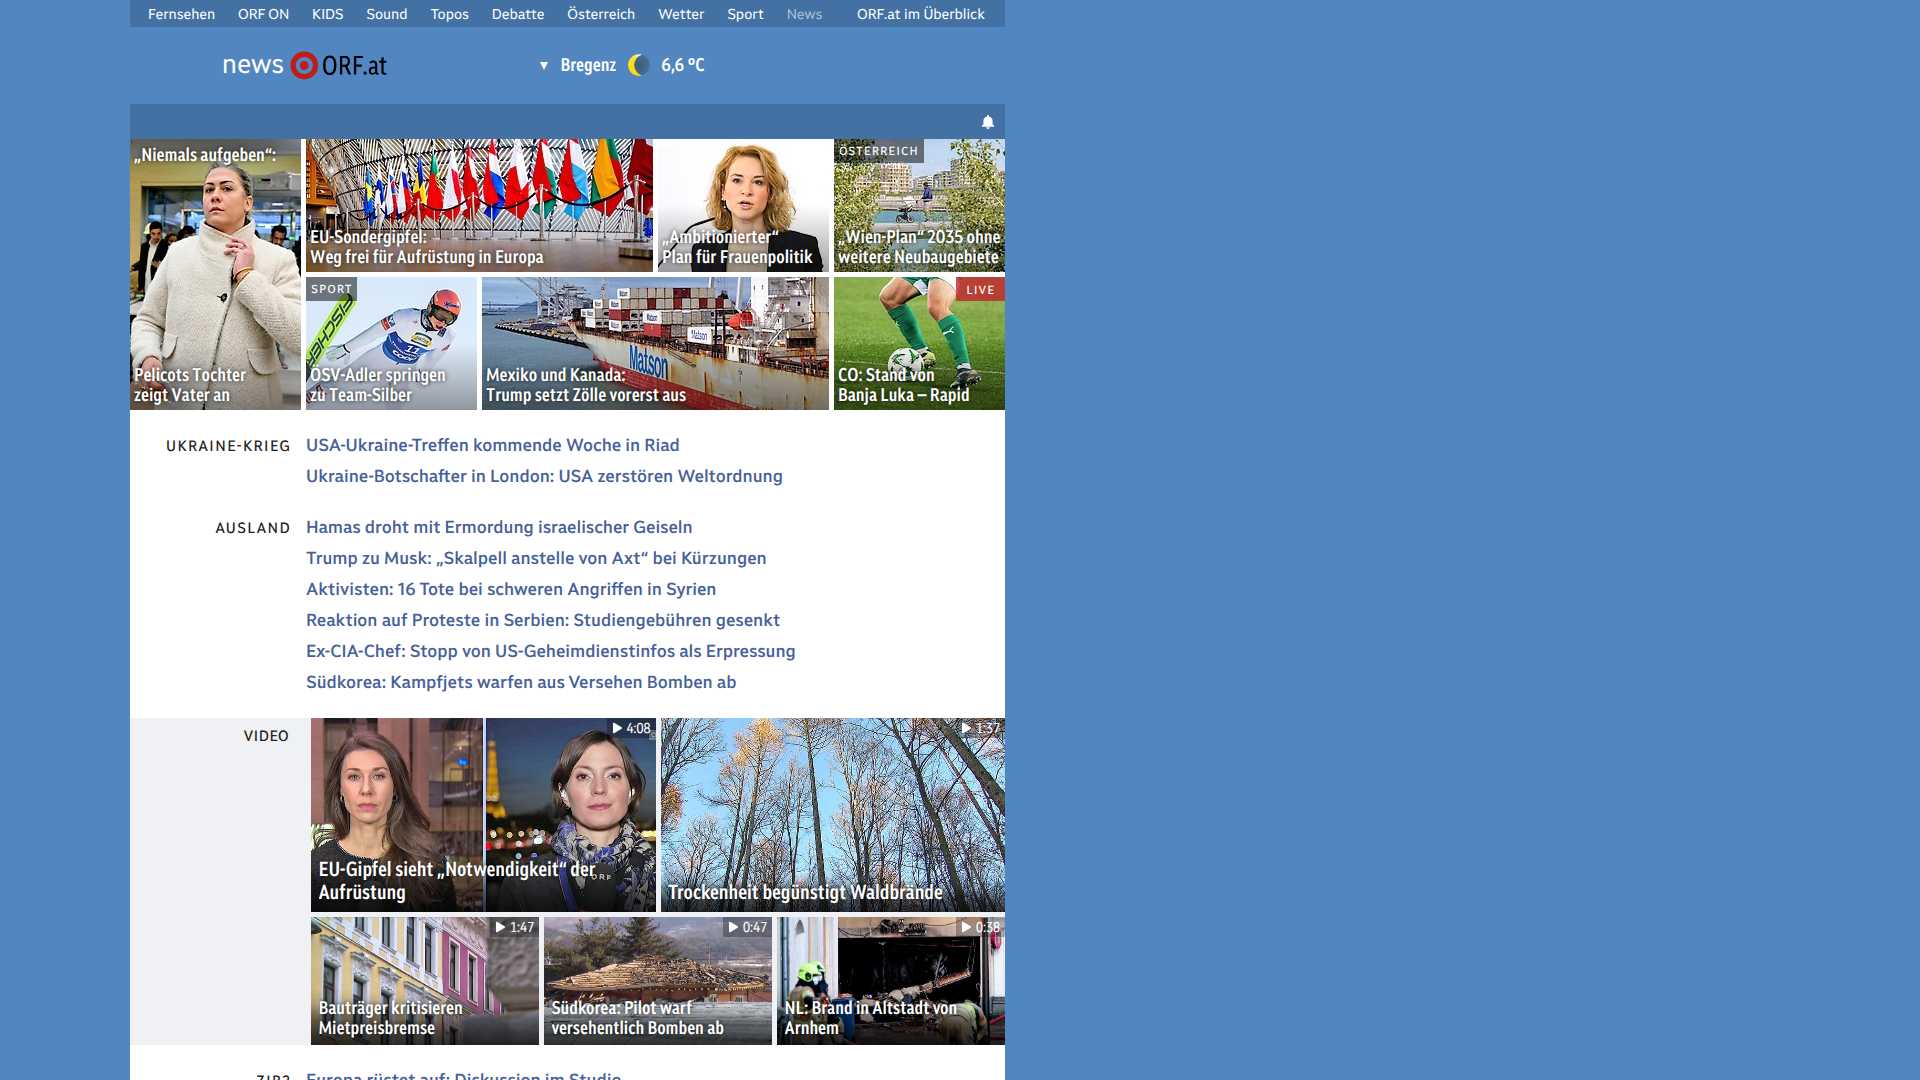 Fernsehen ORF ON KIDS Sound Topos Debatte Österreich Wetter Sport News ORF.at im Überblick
news ORF.at
▼ Bregenz 6,6 °C
„Niemals aufgeben“:
Pelicots Tochter
zeigt Vater an
EU-Sondergipfel:
Weg frei für Aufrüstung in Europa
„Ambitionierter“
Plan für Frauenpolitik
ÖSTERREICH
„Wien-Plan“ 2035 ohne
weitere Neubaugebiete
SPORT
ÖSV-Adler springen
zu Team-Silber
Matson
Matson
Mexiko und Kanada:
Trump setzt Zölle vorerst aus
LIVE
CO: Stand von
Banja Luka – Rapid
UKRAINE-KRIEG
USA-Ukraine-Treffen kommende Woche in Riad
Ukraine-Botschafter in London: USA zerstören Weltordnung
AUSLAND
Hamas droht mit Ermordung israelischer Geiseln
Trump zu Musk: „Skalpell anstelle von Axt“ bei Kürzungen
Aktivisten: 16 Tote bei schweren Angriffen in Syrien
Reaktion auf Proteste in Serbien: Studiengebühren gesenkt
Ex-CIA-Chef: Stopp von US-Geheimdienstinfos als Erpressung
Südkorea: Kampfjets warfen aus Versehen Bomben ab
VIDEO
4:08
ORF
EU-Gipfel sieht „Notwendigkeit“ der
Aufrüstung
1:37
Trockenheit begünstigt Waldbrände
1:47
Bauträger kritisieren
Mietpreisbremse
0:47
Südkorea: Pilot warf
versehentlich Bomben ab
0:38
NL: Brand in Altstadt von
Arnhem
ZIB2
Europa rüstet auf: Diskussion im Studio